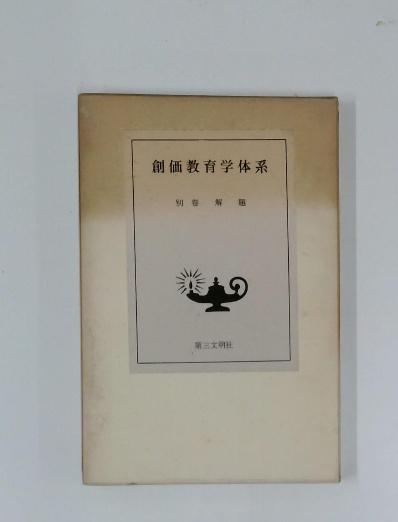 創価教育学体系
別巻 解題
第三文明社